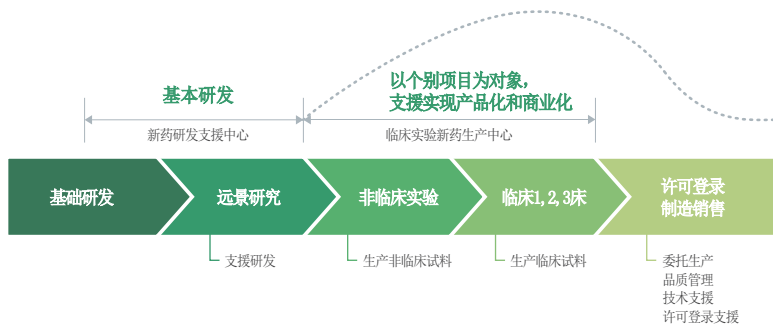 基本研发
以个别项目为对象，
支援实现产品化和商业化
新药研发支援中心
临床实验新药生产中心
基础研发
远景研究
非临床实验
临床1, 2, 3床
许可登录
制造销售
支援研发
生产非临床试料
生产临床试料
委托生产
品质管理
技术支援
许可登录支援